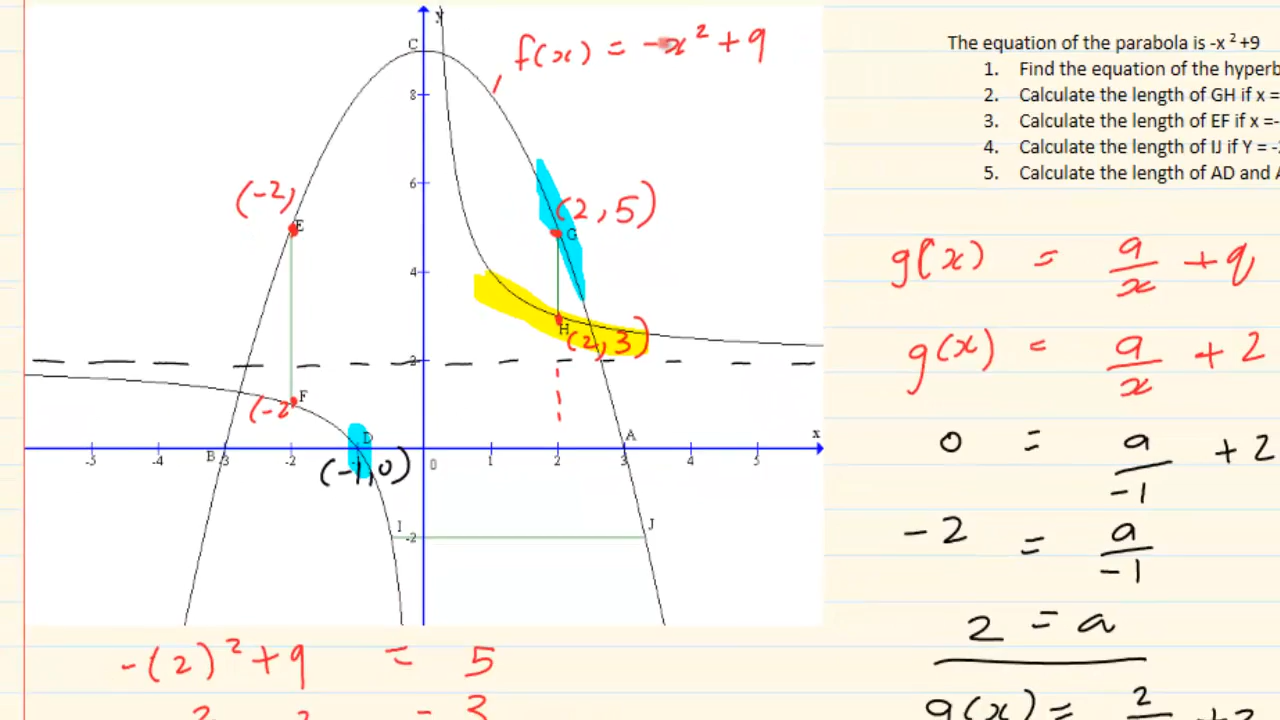 y
C
f(x) = -x² + 9
8
6
(-2)
E
(2, 5)
G
4
H
(2, 3)
2
F
(-2
D
A
x
-5 -4 B -3 -2 0 1 2 3 4 5
(-1, 0)
I
-2
J
-(2)² + 9 = 5
The equation of the parabola is -x ² +9
1. Find the equation of the hyperb
2. Calculate the length of GH if x =
3. Calculate the length of EF if x =-
4. Calculate the length of IJ if Y = -
5. Calculate the length of AD and
g(x) = a/x + q
g(x) = a/x + 2
0 = a/-1 + 2
-2 = a/-1
2 = a
g(x) = 2